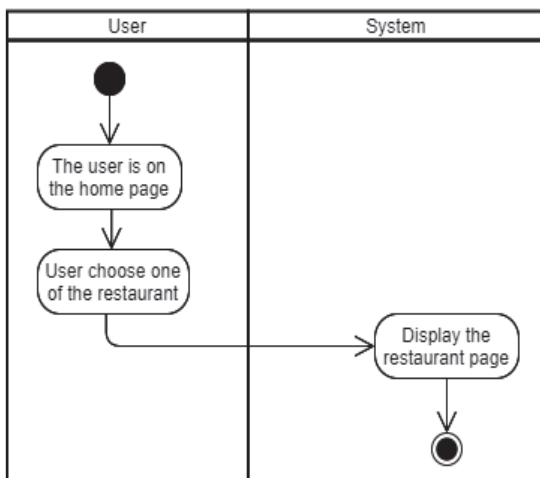 User
System
The user is on
the home page
User choose one
of the restaurant
Display the
restaurant page